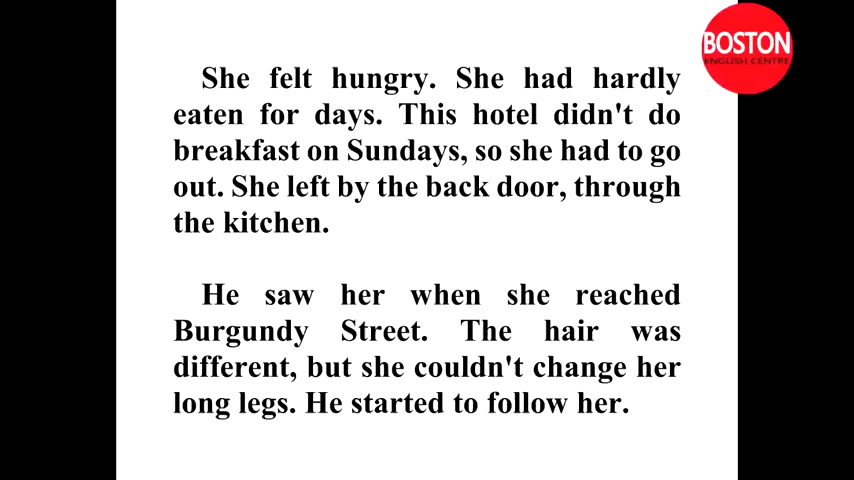 BOSTON
ENGLISH CENTRE
She felt hungry. She had hardly
eaten for days. This hotel didn't do
breakfast on Sundays, so she had to go
out. She left by the back door, through
the kitchen.
He saw her when she reached
Burgundy Street. The hair was
different, but she couldn't change her
long legs. He started to follow her.